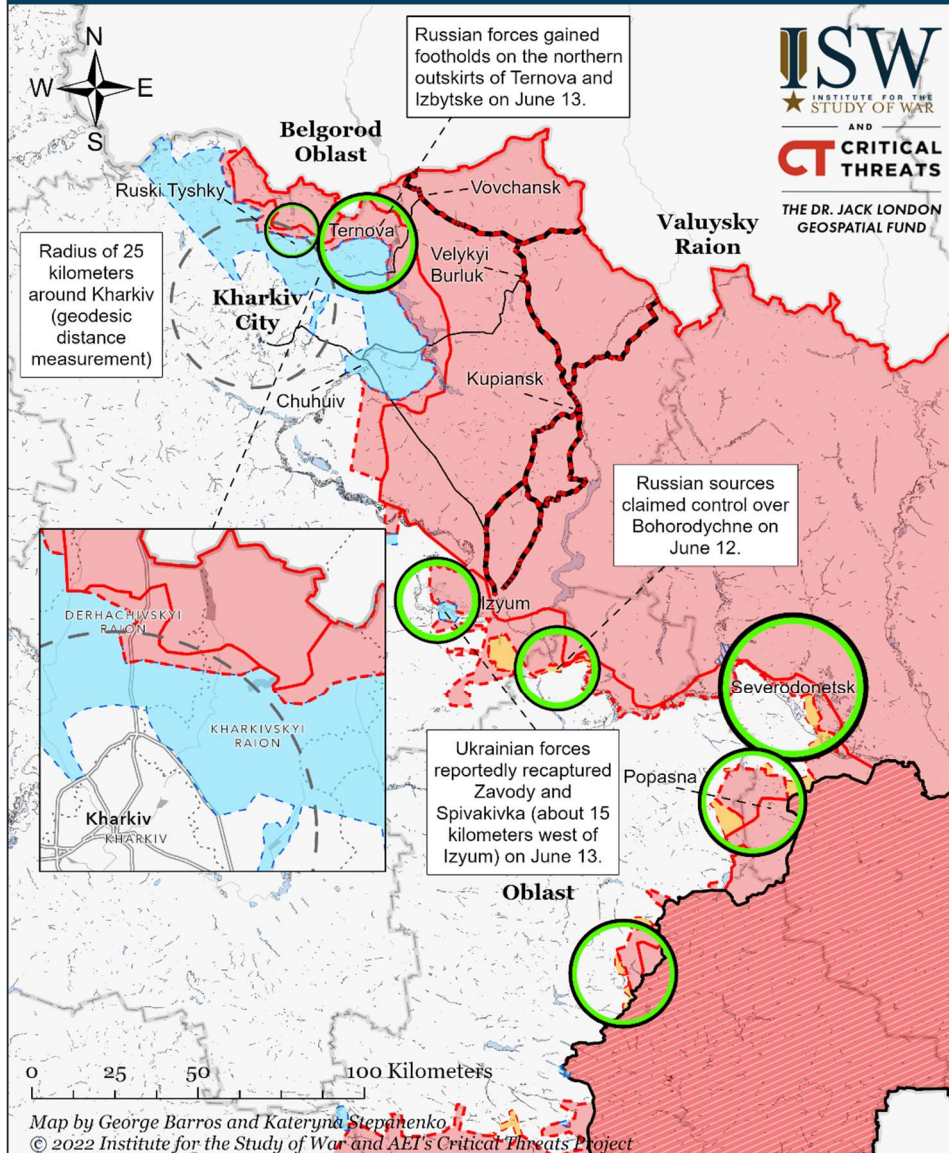 N
W E
S
Russian forces gained
footholds on the northern
outskirts of Ternova and
Izbytske on June 13.
ISW
INSTITUTE FOR THE
STUDY OF WAR
AND
CT CRITICAL
THREATS
THE DR. JACK LONDON
GEOSPATIAL FUND
Belgorod
Oblast
Ruski Tyshky
Vovchansk
Ternova
Valuysky
Raion
Radius of 25
kilometers
around Kharkiv
(geodesic
distance
measurement)
Velykyi
Burluk
Kharkiv
City
Kupiansk
Chuhuiv
Russian sources
claimed control over
Bohorodychne on
June 12.
Izyum
DERHACHIVSKYI
RAION
KHARKIVSKYI
RAION
Kharkiv
KHARKIV
Severodonetsk
Ukrainian forces
reportedly recaptured
Zavody and
Spivakivka (about 15
kilometers west of
Izyum) on June 13.
Popasna
Oblast
0 25 50 100 Kilometers
Map by George Barros and Kateryna Stepanenko
© 2022 Institute for the Study of War and AEI's Critical Threats Project